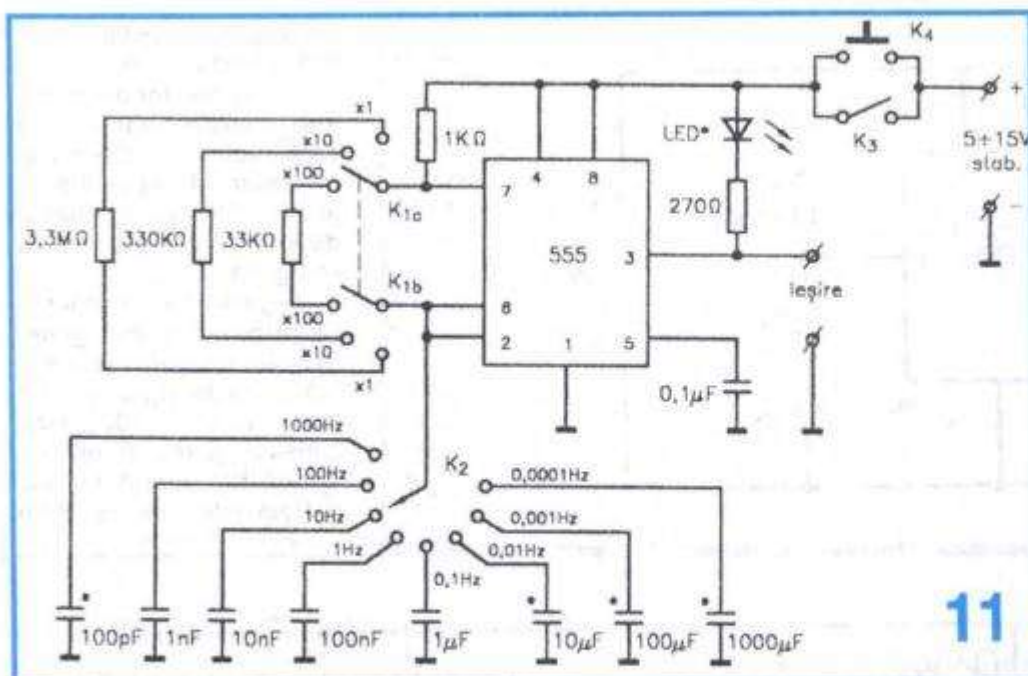 K4
+
x1
LED*
K3
x10
1KΩ
4
8
5÷15V
stab.
x100
K1a
7
270Ω
−
3,3MΩ
330KΩ
33KΩ
555
3
Ieșire
K1b
6
x100
2
1
5
x10
x1
0,1μF
1000Hz
100Hz
K2
0,0001Hz
10Hz
0,001Hz
1Hz
0,01Hz
0,1Hz
*
*
*
*
100pF
1nF
10nF
100nF
1μF
10μF
100μF
1000μF
11